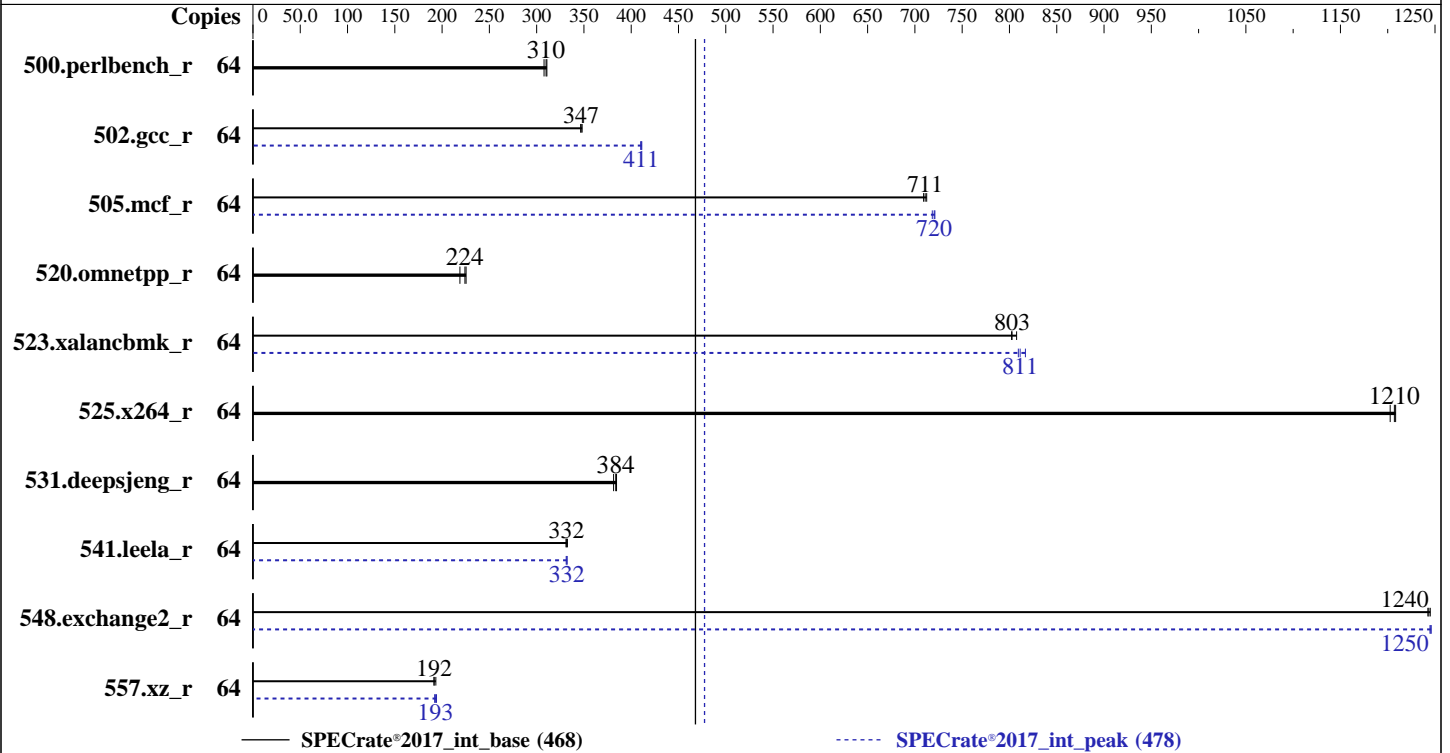 Copies 0 50.0 100 150 200 250 300 350 400 450 500 550 600 650 700 750 800 850 900 950 1050 1150 1250
500.perlbench_r 64 310
502.gcc_r 64 347
411
505.mcf_r 64 711
720
520.omnetpp_r 64 224
523.xalancbmk_r 64 803
811
525.x264_r 64 1210
531.deepsjeng_r 64 384
541.leela_r 64 332
332
548.exchange2_r 64 1240
1250
557.xz_r 64 192
193
SPECrate®2017_int_base (468) SPECrate®2017_int_peak (478)